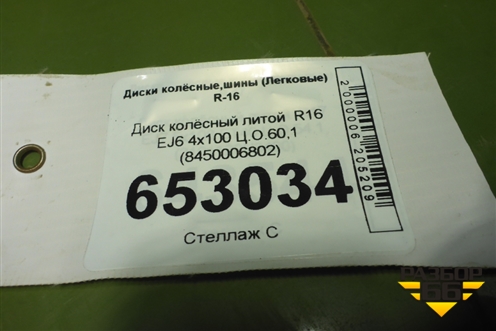 Диски колёсные,шины (Легковые)
R-16
Диск колёсный литой R16
EJ6 4x100 Ц.О.60,1
(8450006802)
653034
Стеллаж С
2000006205209
РАЗБОР
66